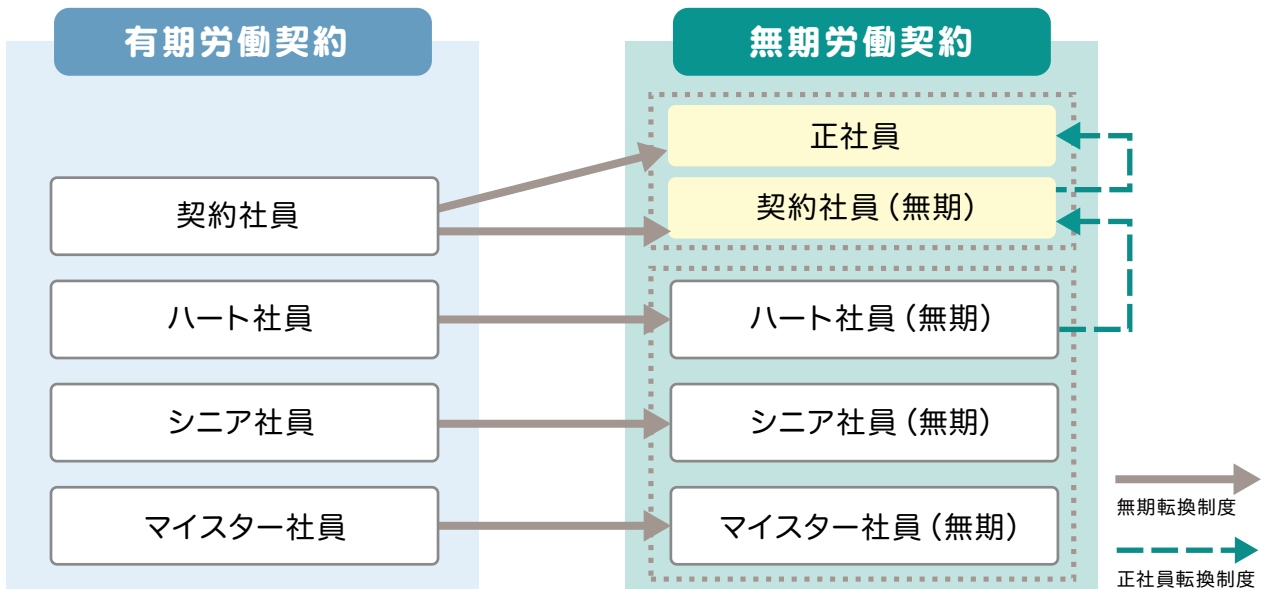 有期労働契約
無期労働契約
正社員
契約社員
契約社員（無期）
ハート社員
ハート社員（無期）
シニア社員
シニア社員（無期）
マイスター社員
マイスター社員（無期）
無期転換制度
正社員転換制度